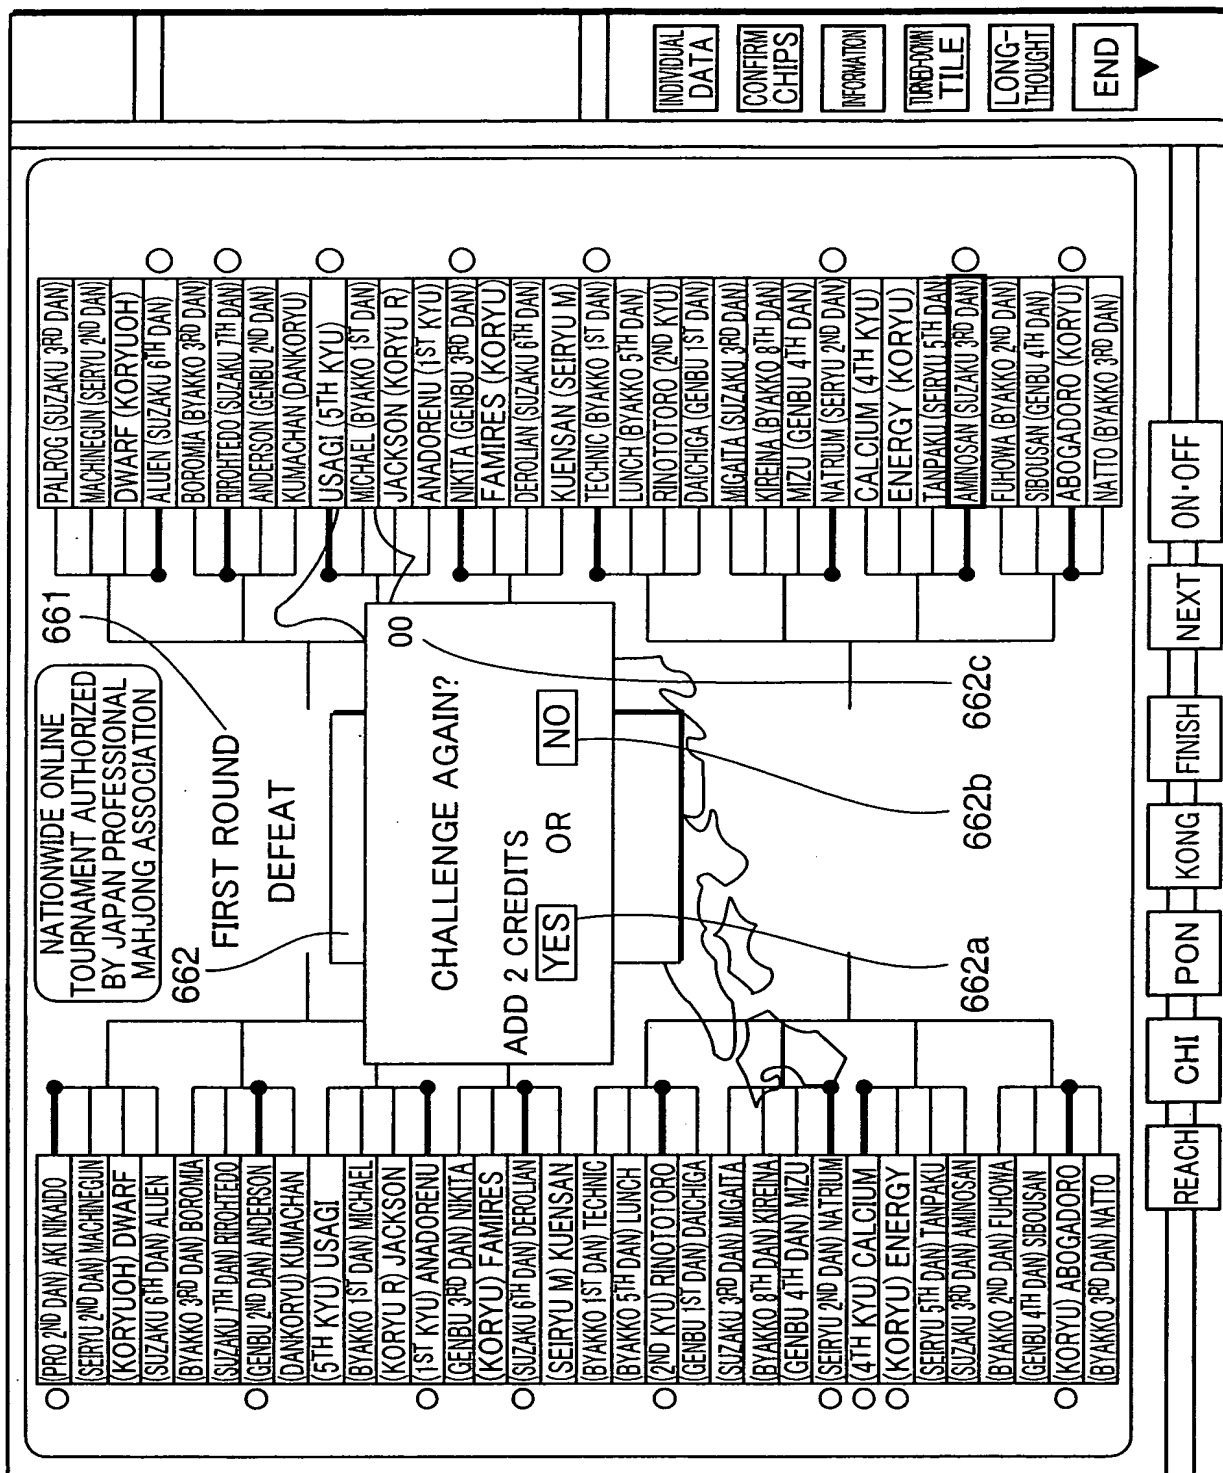 NATIONWIDE ONLINE
TOURNAMENT AUTHORIZED
BY JAPAN PROFESSIONAL
MAHJONG ASSOCIATION
661
662
FIRST ROUND
DEFEAT
CHALLENGE AGAIN?
00
ADD 2 CREDITS
YES OR NO
662a
662b
662c
(PRO 2ND DAN) AKI NIKAIDO
(SEIRYU 2ND DAN) MACHINEGUN
(KORYUOH) DWARF
(SUZAKU 6TH DAN) ALIEN
(BYAKKO 3RD DAN) BOROMIA
(SUZAKU 7TH DAN) RIROHTEDO
(GENBU 2ND DAN) ANDERSON
(DANKORYU) KUMACHAN
(5TH KYU) USAGI
(BYAKKO 1ST DAN) MICHAEL
(KORYU R) JACKSON
(1ST KYU) ANADORENU
(GENBU 3RD DAN) NIKITA
(KORYU) FAMIRES
(SUZAKU 6TH DAN) DEROLIAN
(SEIRYU M) KUENSAN
(BYAKKO 1ST DAN) TECHNIC
(BYAKKO 5TH DAN) LUNCH
(2ND KYU) RINOTOTORO
(GENBU 1ST DAN) DAICHIGA
(SUZAKU 3RD DAN) MIGAITA
(BYAKKO 8TH DAN) KIREINA
(GENBU 4TH DAN) MIZU
(SEIRYU 2ND DAN) NATRIUM
(4TH KYU) CALCIUM
(KORYU) ENERGY
(SEIRYU 5TH DAN) TANPAKU
(SUZAKU 3RD DAN) AMINOSAN
(BYAKKO 2ND DAN) FUHOWA
(GENBU 4TH DAN) SIBOUSAN
(KORYU) ABOGADORO
(BYAKKO 3RD DAN) NATTO
PALROG (SUZAKU 3RD DAN)
MACHINEGUN (SEIRYU 2ND DAN)
DWARF (KORYUOH)
ALIEN (SUZAKU 6TH DAN)
BOROMIA (BYAKKO 3RD DAN)
RIROHTEDO (SUZAKU 7TH DAN)
ANDERSON (GENBU 2ND DAN)
KUMACHAN (DANKORYU)
USAGI (5TH KYU)
MICHAEL (BYAKKO 1ST DAN)
JACKSON (KORYU R)
ANADORENU (1ST KYU)
NIKITA (GENBU 3RD DAN)
FAMIRES (KORYU)
DEROLIAN (SUZAKU 6TH DAN)
KUENSAN (SEIRYU M)
TECHNIC (BYAKKO 1ST DAN)
LUNCH (BYAKKO 5TH DAN)
RINOTOTORO (2ND KYU)
DAICHIGA (GENBU 1ST DAN)
MIGAITA (SUZAKU 3RD DAN)
KIREINA (BYAKKO 8TH DAN)
MIZU (GENBU 4TH DAN)
NATRIUM (SEIRYU 2ND DAN)
CALCIUM (4TH KYU)
ENERGY (KORYU)
TANPAKU (SEIRYU 5TH DAN)
AMINOSAN (SUZAKU 3RD DAN)
FUHOWA (BYAKKO 2ND DAN)
SIBOUSAN (GENBU 4TH DAN)
ABOGADORO (KORYU)
NATTO (BYAKKO 3RD DAN)
INDIVIDUAL
DATA
CONFIRM
CHIPS
INFORMATION
TURNED-DOWN
TILE
LONG-
THOUGHT
END
REACH
CHI
PON
KONG
FINISH
NEXT
ON·OFF